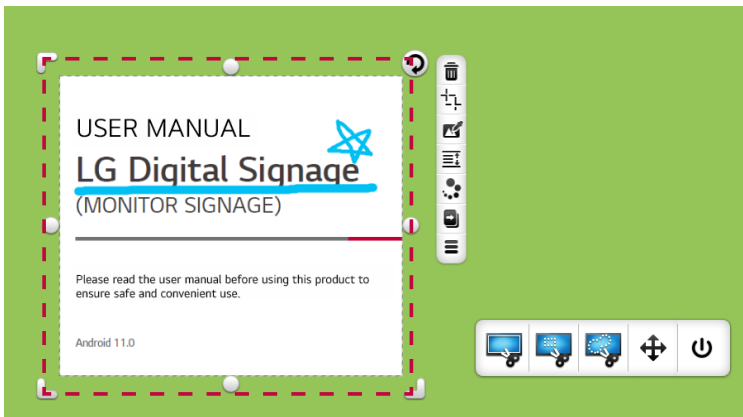 USER MANUAL
LG Digital Signage
(MONITOR SIGNAGE)
Please read the user manual before using this product to
ensure safe and convenient use.
Android 11.0